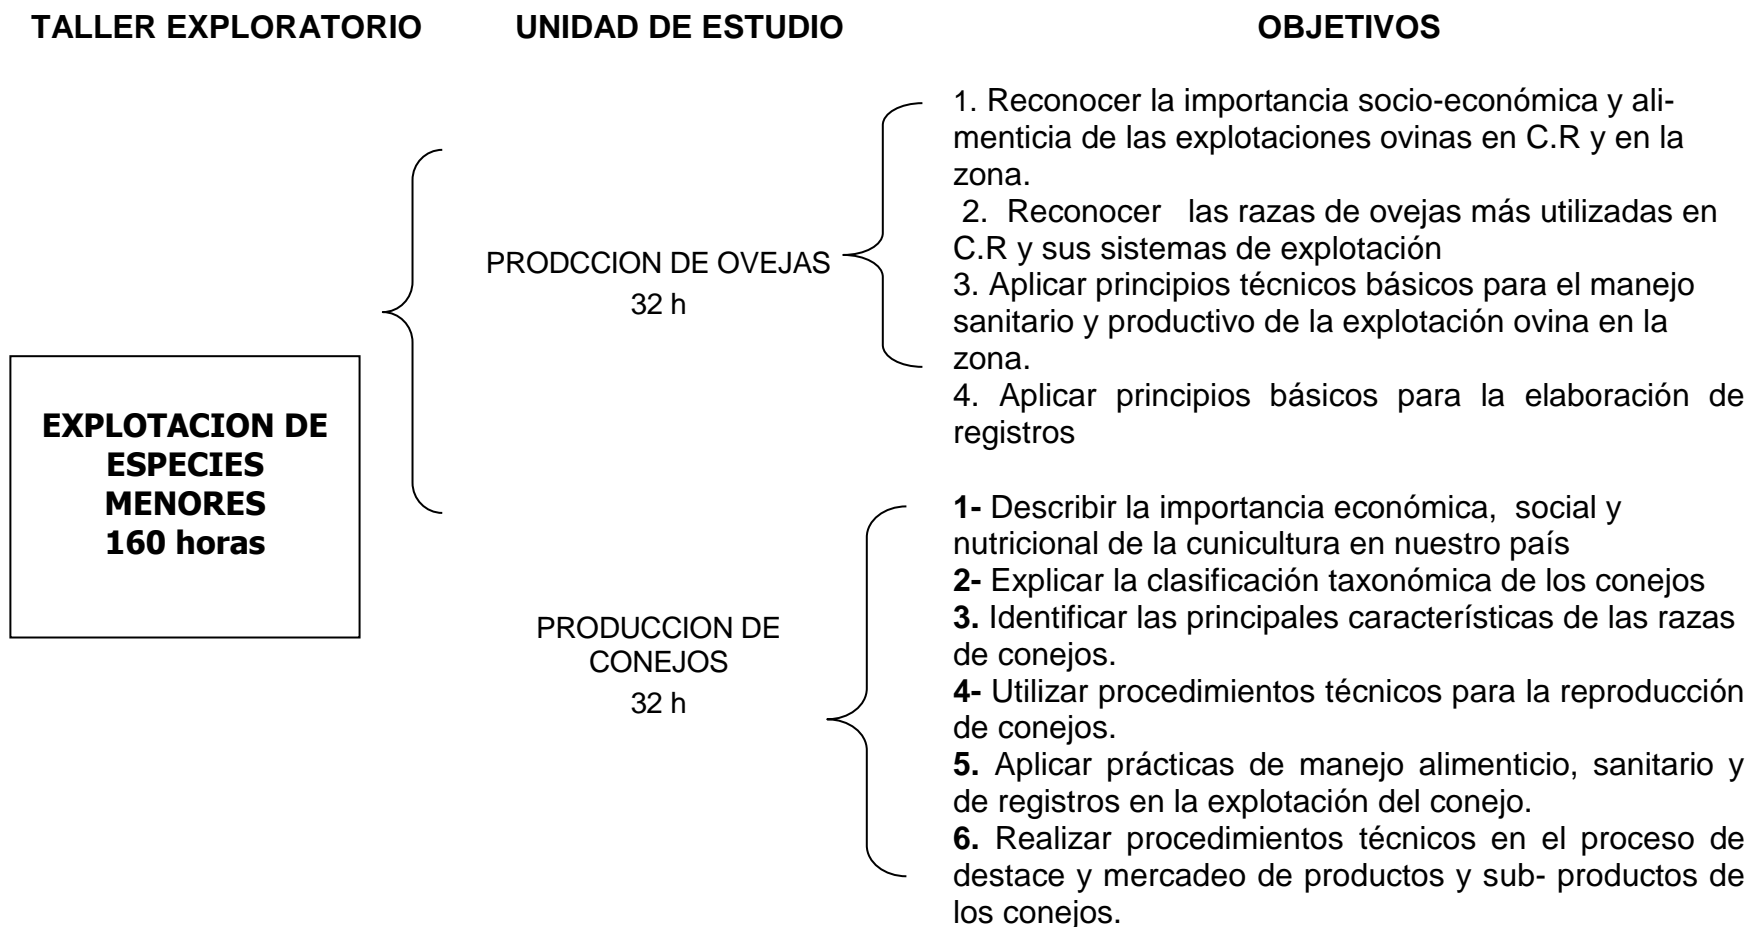 TALLER EXPLORATORIO UNIDAD DE ESTUDIO OBJETIVOS
EXPLOTACION DE
ESPECIES
MENORES
160 horas
PRODCCION DE OVEJAS
32 h
1. Reconocer la importancia socio-económica y ali-
menticia de las explotaciones ovinas en C.R y en la
zona.
2. Reconocer las razas de ovejas más utilizadas en
C.R y sus sistemas de explotación
3. Aplicar principios técnicos básicos para el manejo
sanitario y productivo de la explotación ovina en la
zona.
4. Aplicar principios básicos para la elaboración de
registros
PRODUCCION DE
CONEJOS
32 h
1- Describir la importancia económica, social y
nutricional de la cunicultura en nuestro país
2- Explicar la clasificación taxonómica de los conejos
3. Identificar las principales características de las razas
de conejos.
4- Utilizar procedimientos técnicos para la reproducción
de conejos.
5. Aplicar prácticas de manejo alimenticio, sanitario y
de registros en la explotación del conejo.
6. Realizar procedimientos técnicos en el proceso de
destace y mercadeo de productos y sub- productos de
los conejos.